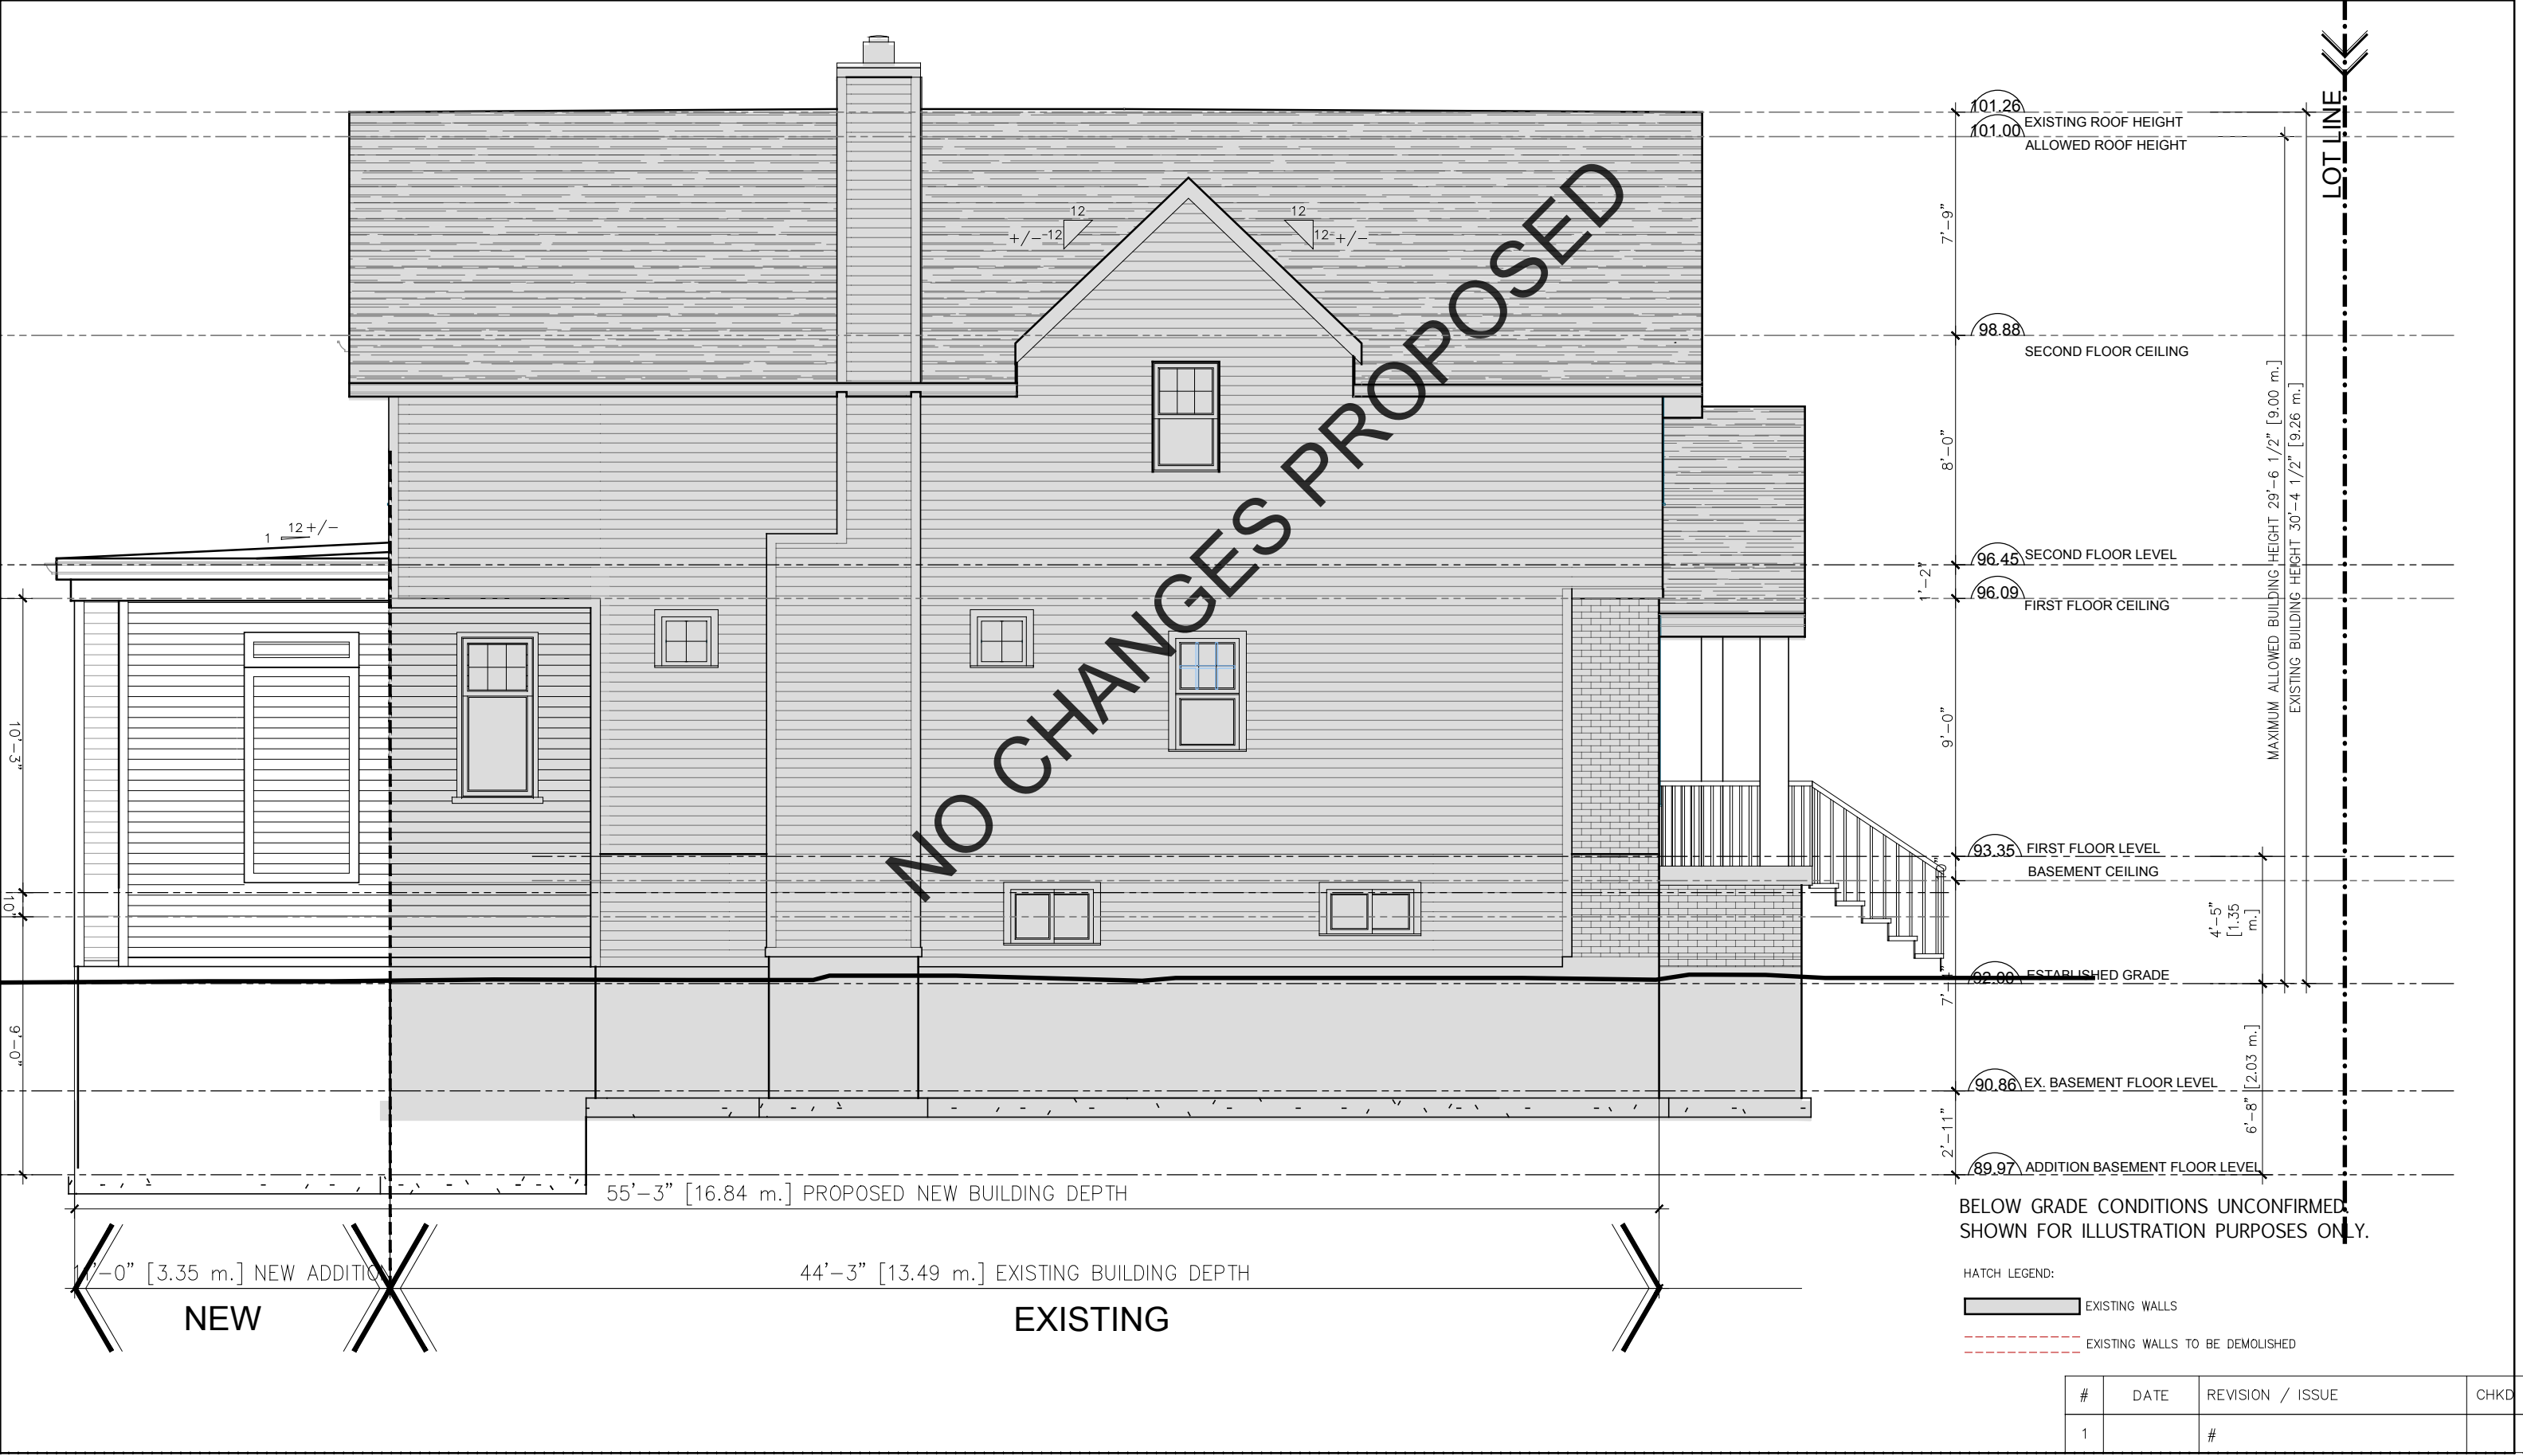 LOT LINE
101.26
EXISTING ROOF HEIGHT
101.00
ALLOWED ROOF HEIGHT
12
+/-
12
12
12
+/-
7'-9"
98.88
SECOND FLOOR CEILING
NO CHANGES PROPOSED
8'-0"
MAXIMUM ALLOWED BUILDING HEIGHT 29'-6 1/2" [9.00 m.]
EXISTING BUILDING HEIGHT 30'-4 1/2" [9.26 m.]
12+/-
1
96.45
SECOND FLOOR LEVEL
1'-2"
96.09
FIRST FLOOR CEILING
10'-3"
9'-0"
93.35
FIRST FLOOR LEVEL
BASEMENT CEILING
10"
4'-5"
[1.35
m.]
92.00
ESTABLISHED GRADE
9'-0"
90.86
EX. BASEMENT FLOOR LEVEL
6'-8" [2.03 m.]
2'-11"
89.97
ADDITION BASEMENT FLOOR LEVEL
55'-3" [16.84 m.] PROPOSED NEW BUILDING DEPTH
BELOW GRADE CONDITIONS UNCONFIRMED.
SHOWN FOR ILLUSTRATION PURPOSES ONLY.
11'-0" [3.35 m.] NEW ADDITION
44'-3" [13.49 m.] EXISTING BUILDING DEPTH
NEW
EXISTING
HATCH LEGEND:
EXISTING WALLS
EXISTING WALLS TO BE DEMOLISHED
# DATE REVISION / ISSUE CHKD
1 #